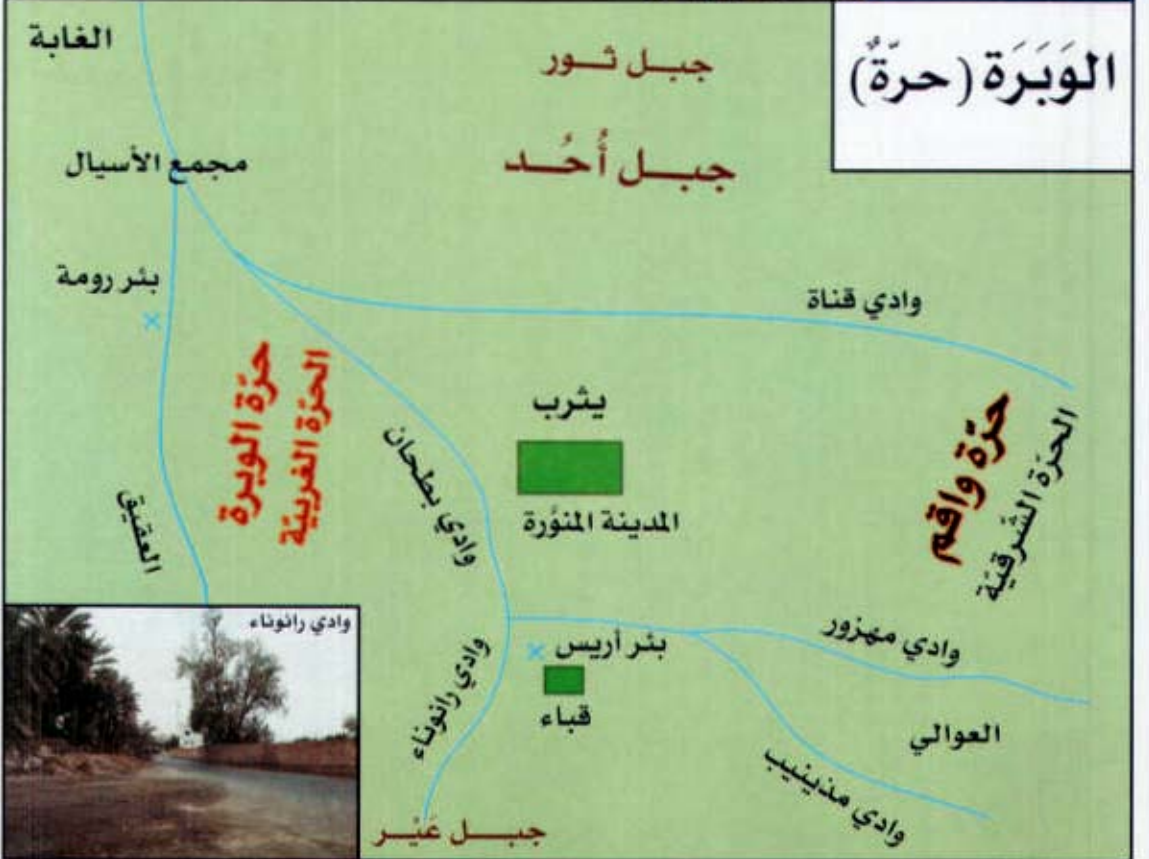 الوَبَرَة (حرّةٌ)
الغابة
جبل ثور
جبل أُحُد
مجمع الأسيال
بئر رومة
وادي قناة
حرّة الوبرة
الحرّة الغربيّة
يثرب
المدينة المنوَّرة
حرّة واقم
الحرّة الشرقيّة
وادي بطحان
العقيق
وادي رانوناء
بئر أريس
قباء
وادي مهزور
العوالي
وادي مذينيب
وادي رانوناء
جبل عَيْر